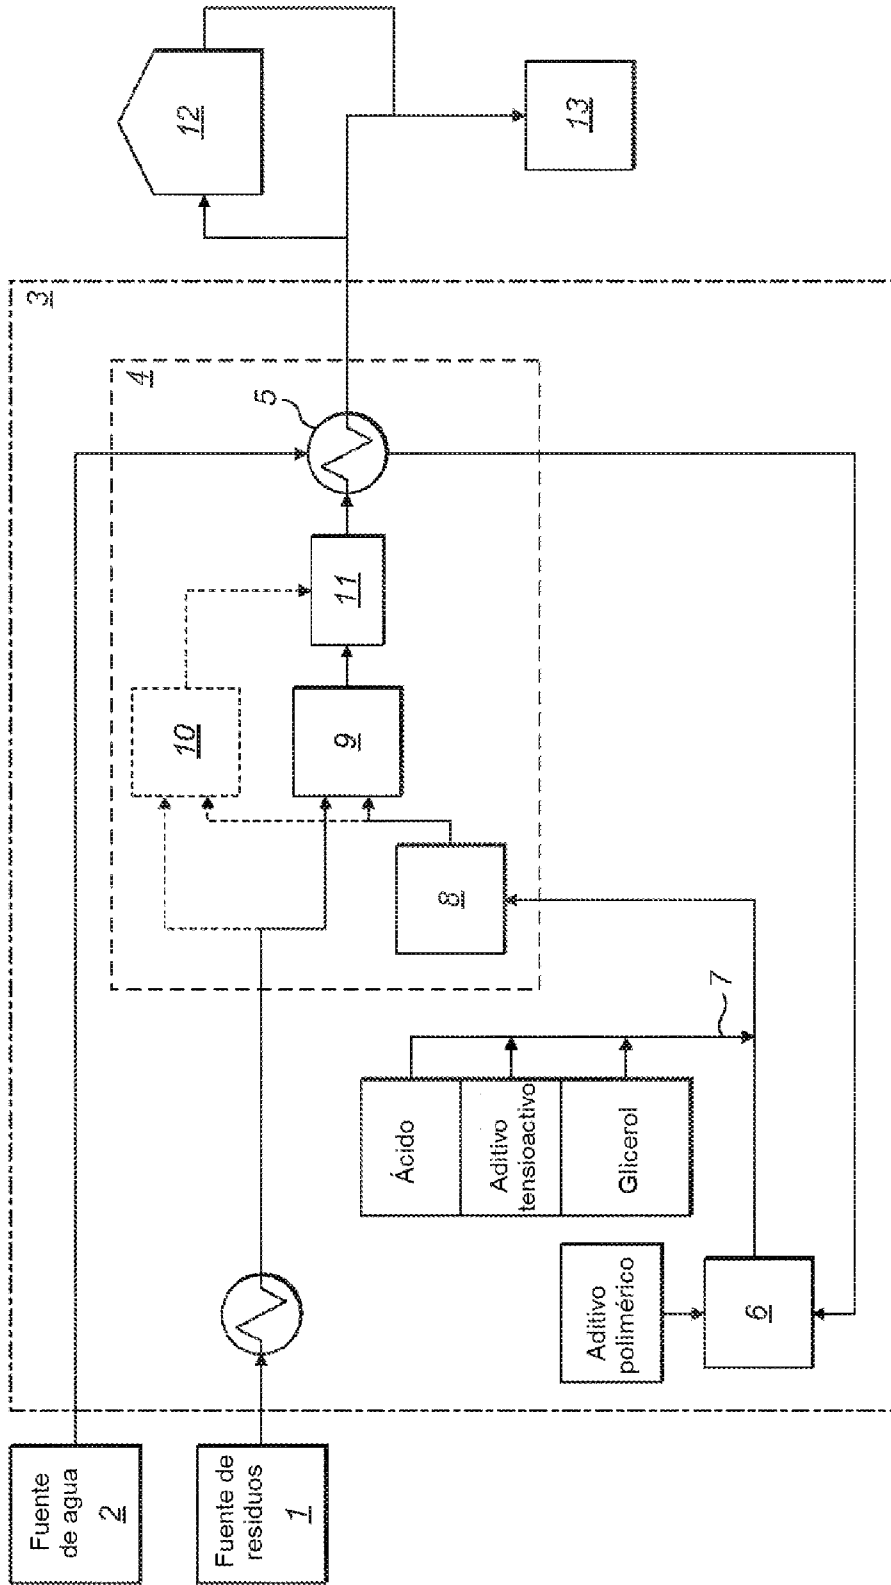 Fuente
de agua
2
3
4
12
Fuente de
residuos
1
10
5
9
11
Ácido
8
Aditivo
tensioactivo
13
Glicerol
Aditivo
polimérico
7
6